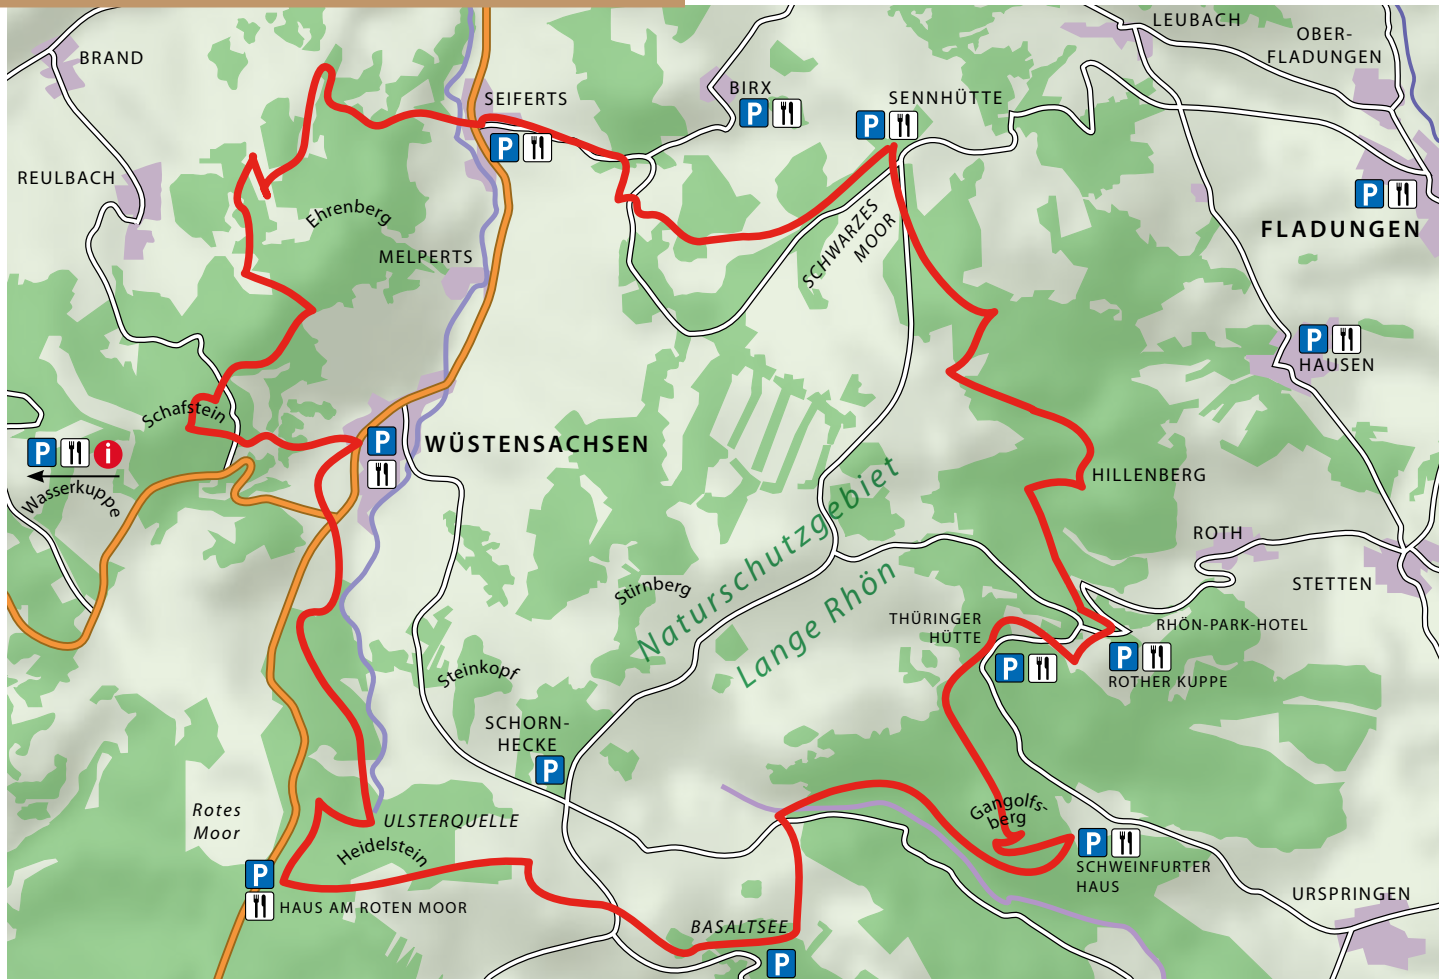 LEUBACH
OBER-
FLADUNGEN
BRAND
BIRX
P
SEIFERTS
P
SENNHÜTTE
P
REULBACH
Ehrenberg
MELPERTS
SCHWARZES
MOOR
P
FLADUNGEN
P
HAUSEN
Schafstein
P
WÜSTENSACHSEN
P i
Wasserkuppe
HILLENBERG
Naturschutzgebiet
Lange Rhön
ROTH
STETTEN
Stirnberg
THÜRINGER
HÜTTE
P
RHÖN-PARK-HOTEL
P
ROTHER KUPPE
Steinkopf
SCHORN-
HECKE
P
Rotes
Moor
ULSTERQUELLE
Heidelstein
Gangolfs-
berg
P
SCHWEINFURTER
HAUS
P
HAUS AM ROTEN MOOR
URSPRINGEN
BASALTSEE
P